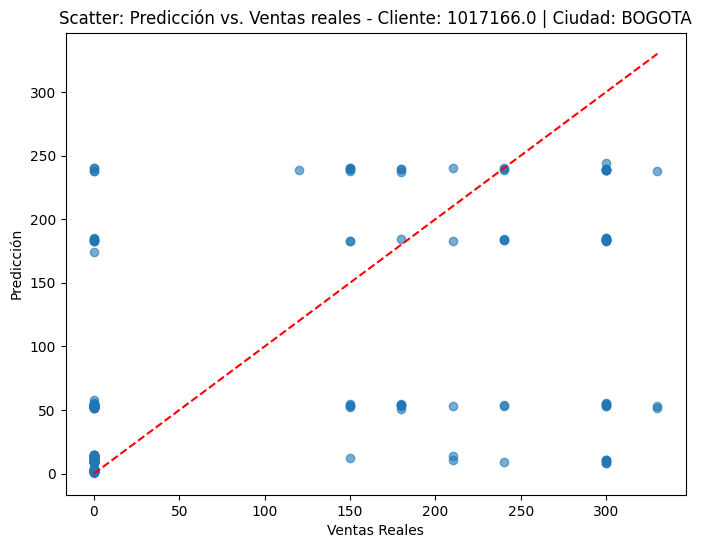 Scatter: Predicción vs. Ventas reales - Cliente: 1017166.0 | Ciudad: BOGOTA
Predicción
300
250
200
150
100
50
0
0 50 100 150 200 250 300
Ventas Reales